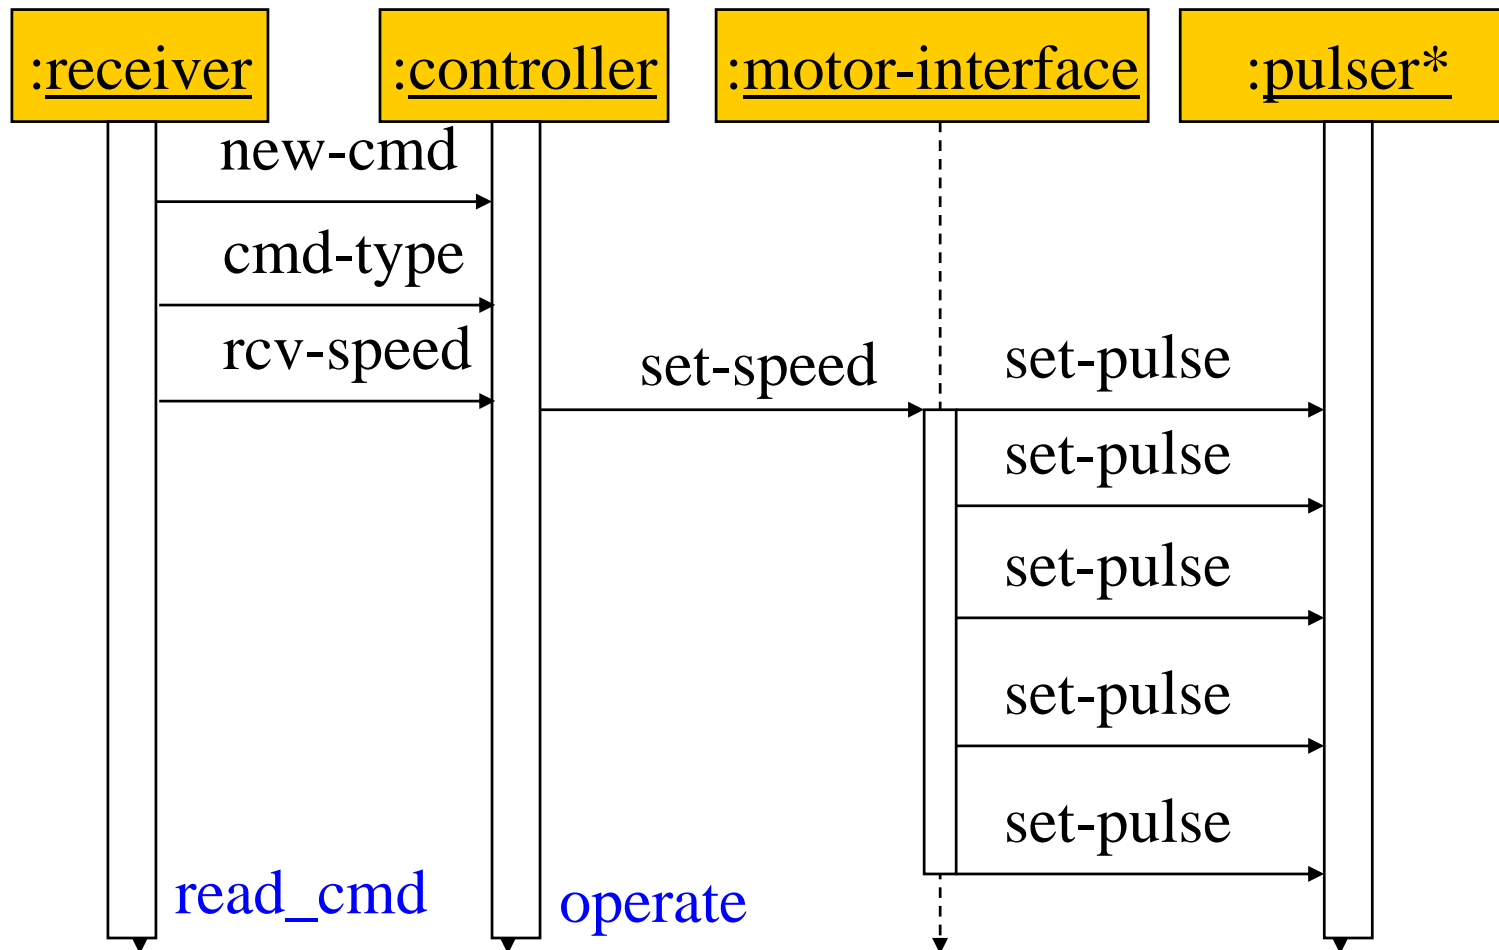 :receiver :controller :motor-interface :pulser*
new-cmd
cmd-type
rcv-speed set-speed set-pulse
set-pulse
set-pulse
set-pulse
set-pulse
read_cmd operate